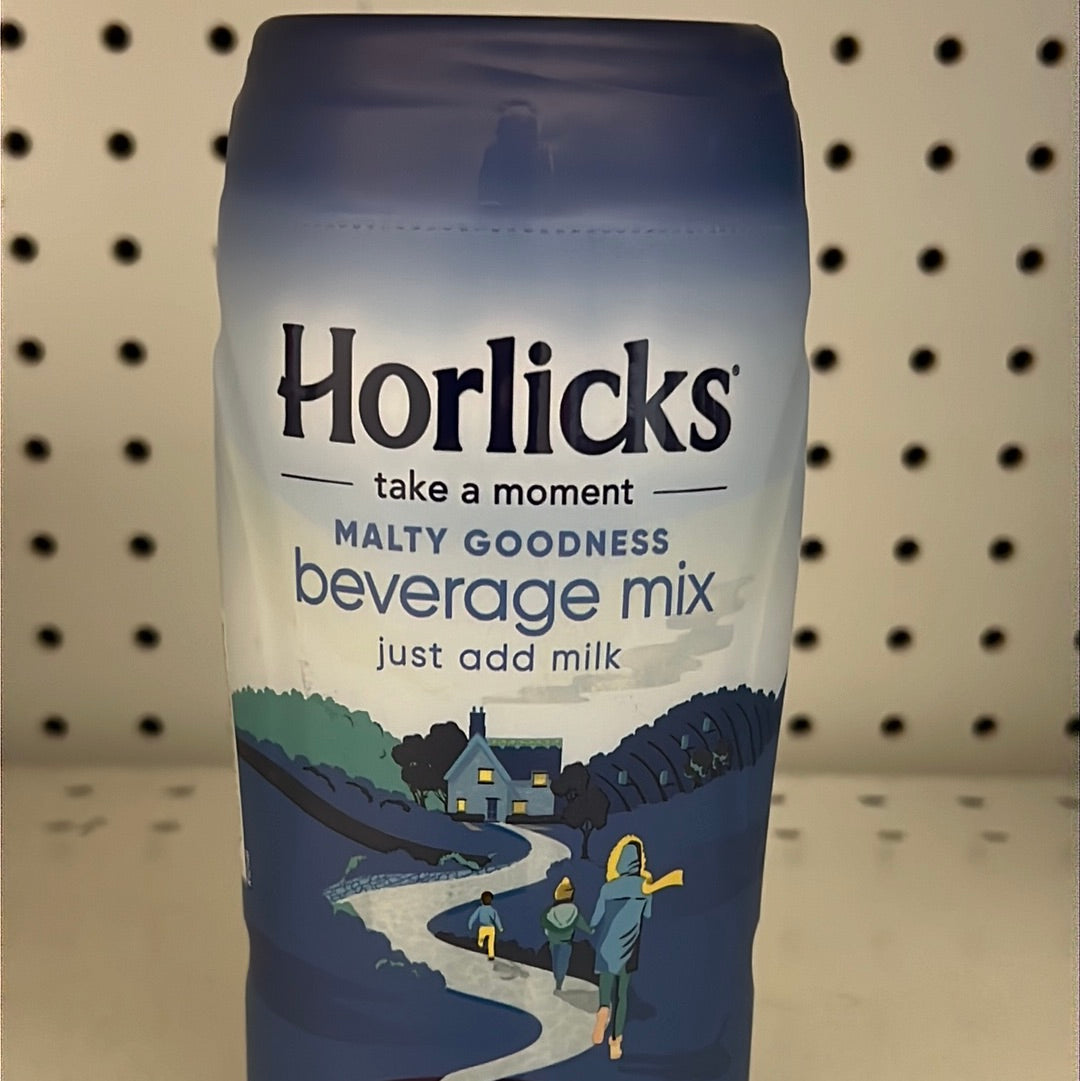 Horlicks
take a moment
MALTY GOODNESS
beverage mix
just add milk